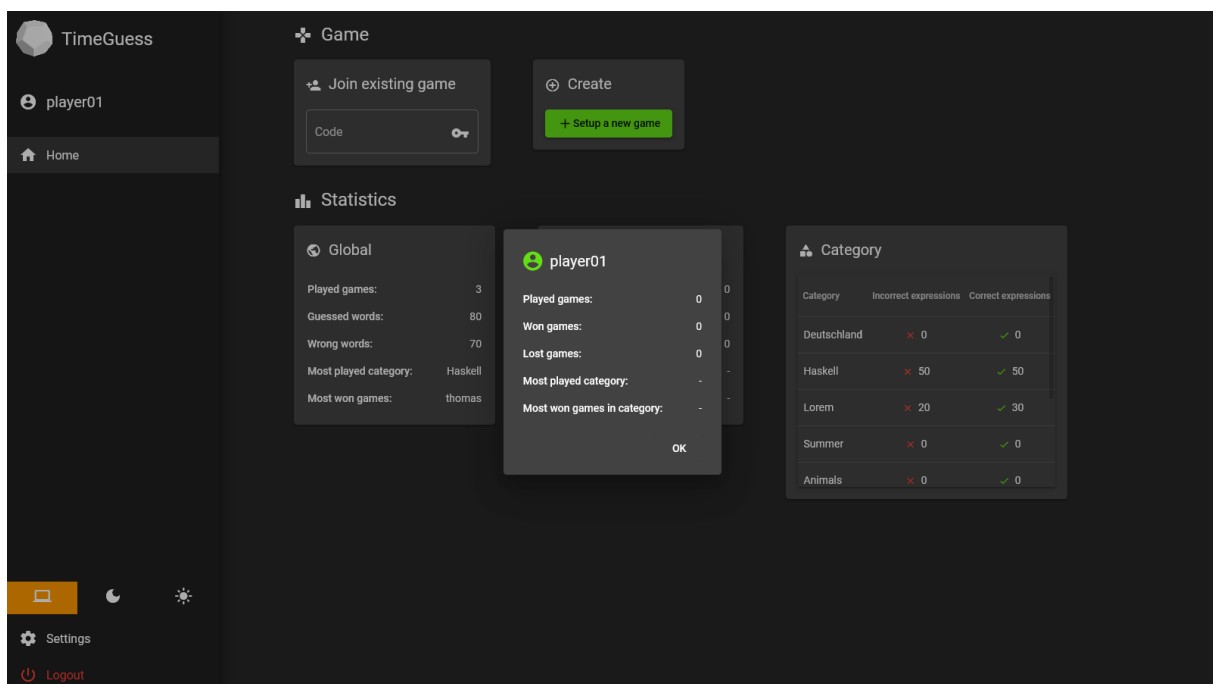 TimeGuess
player01
Home
Settings
Logout
Game
Join existing game
Code
Create
+ Setup a new game
Statistics
Global
Played games: 3
Guessed words: 80
Wrong words: 70
Most played category: Haskell
Most won games: thomas
0
0
0
-
-
player01
Played games: 0
Won games: 0
Lost games: 0
Most played category: -
Most won games in category: -
OK
Category
Category Incorrect expressions Correct expressions
Deutschland 0 0
Haskell 50 50
Lorem 20 30
Summer 0 0
Animals 0 0